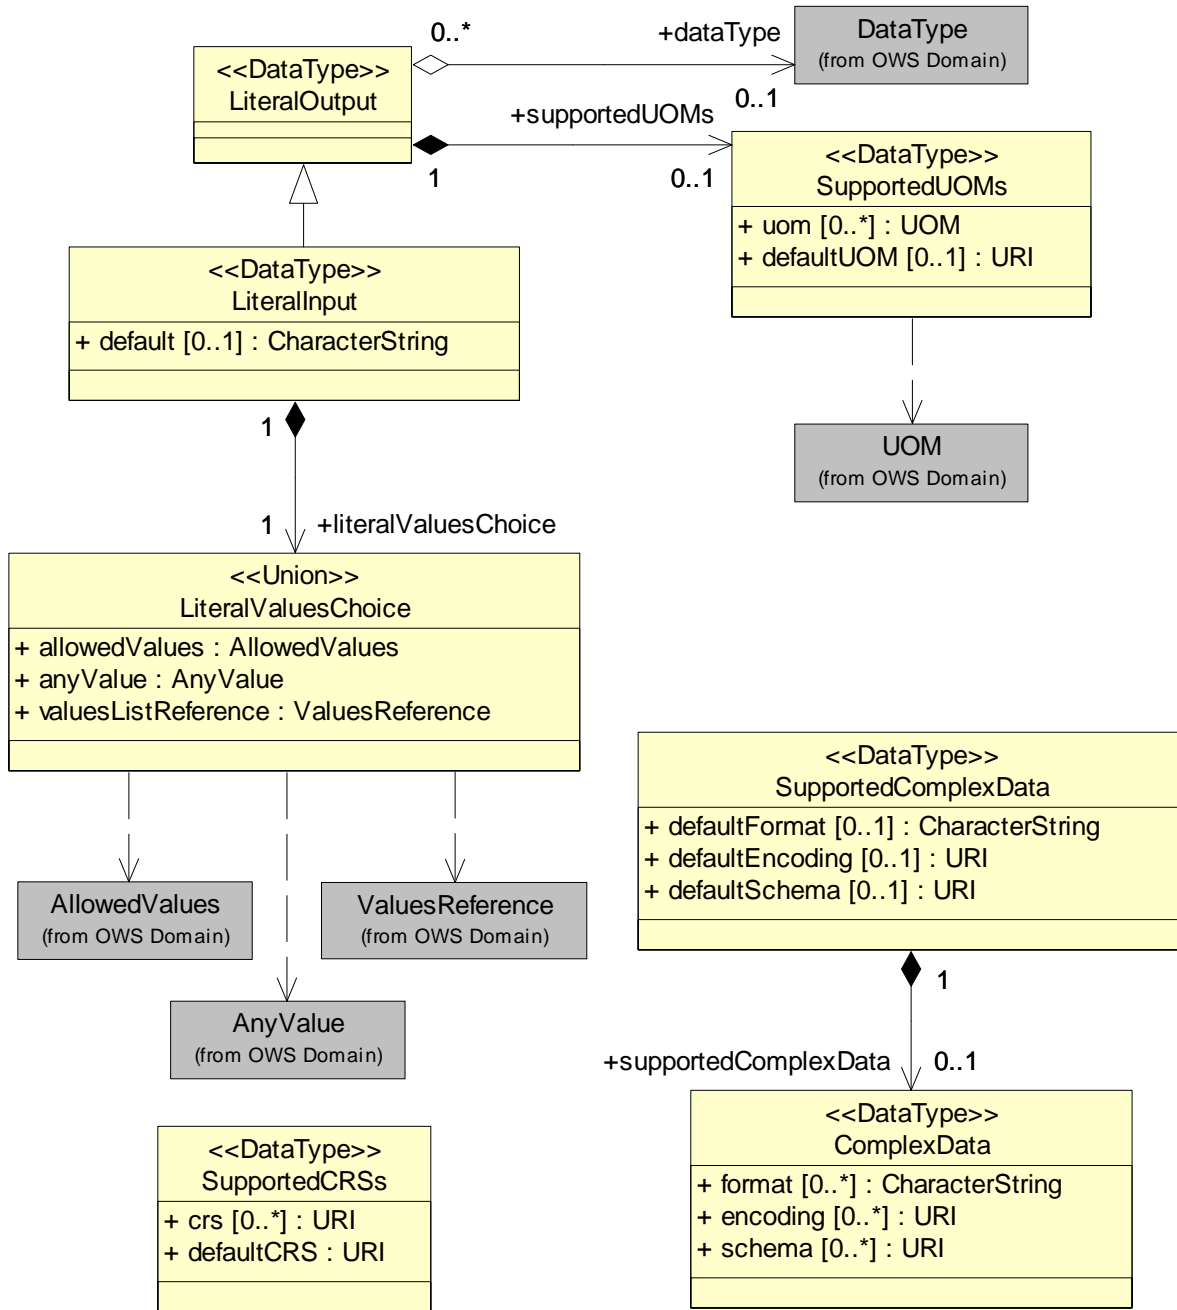 0..*
+dataType
DataType
(from OWS Domain)
0..1
<<DataType>>
LiteralOutput
+supportedUOMs
1
0..1
<<DataType>>
SupportedUOMs
+ uom [0..*] : UOM
+ defaultUOM [0..1] : URI
<<DataType>>
LiteralInput
+ default [0..1] : CharacterString
1
UOM
(from OWS Domain)
1
+literalValuesChoice
<<Union>>
LiteralValuesChoice
+ allowedValues : AllowedValues
+ anyValue : AnyValue
+ valuesListReference : ValuesReference
AllowedValues
(from OWS Domain)
ValuesReference
(from OWS Domain)
AnyValue
(from OWS Domain)
<<DataType>>
SupportedComplexData
+ defaultFormat [0..1] : CharacterString
+ defaultEncoding [0..1] : URI
+ defaultSchema [0..1] : URI
1
+supportedComplexData
0..1
<<DataType>>
ComplexData
+ format [0..*] : CharacterString
+ encoding [0..*] : URI
+ schema [0..*] : URI
<<DataType>>
SupportedCRSs
+ crs [0..*] : URI
+ defaultCRS : URI